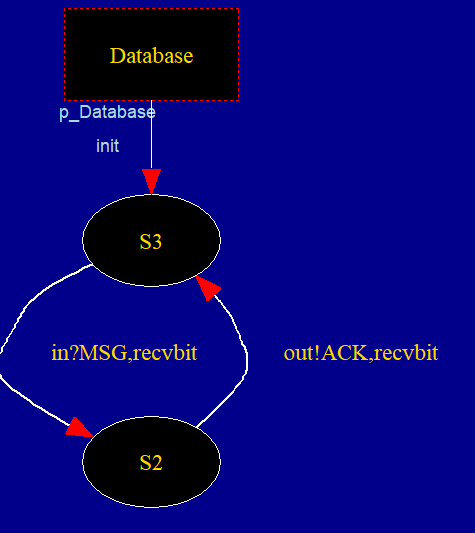 Database
p_Database
init
S3
in?MSG,recvbit
out!ACK,recvbit
S2